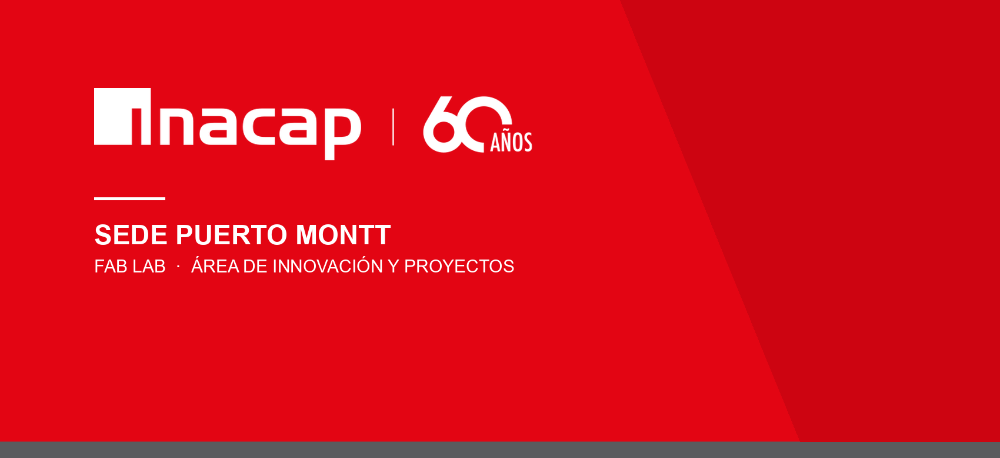 inacap | 60 AÑOS
SEDE PUERTO MONTT
FAB LAB · ÁREA DE INNOVACIÓN Y PROYECTOS